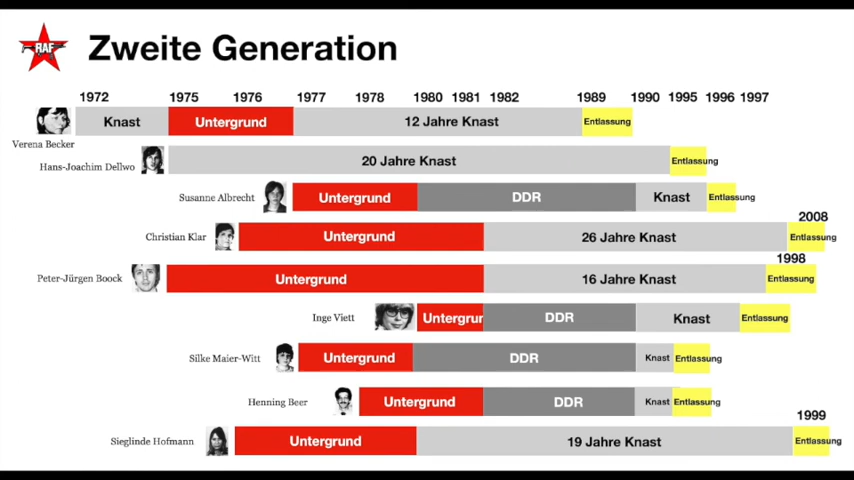 RAF
Zweite Generation
1972 1975 1976 1977 1978 1980 1981 1982 1989 1990 1995 1996 1997
Knast Untergrund 12 Jahre Knast Entlassung
Verena Becker
Hans-Joachim Dellwo 20 Jahre Knast Entlassung
Susanne Albrecht Untergrund DDR Knast Entlassung
2008
Christian Klar Untergrund 26 Jahre Knast Entlassung
1998
Peter-Jürgen Boock Untergrund 16 Jahre Knast Entlassung
Inge Viett Untergrun DDR Knast Entlassung
Silke Maier-Witt Untergrund DDR Knast Entlassung
Henning Beer Untergrund DDR Knast Entlassung
1999
Sieglinde Hofmann Untergrund 19 Jahre Knast Entlassung